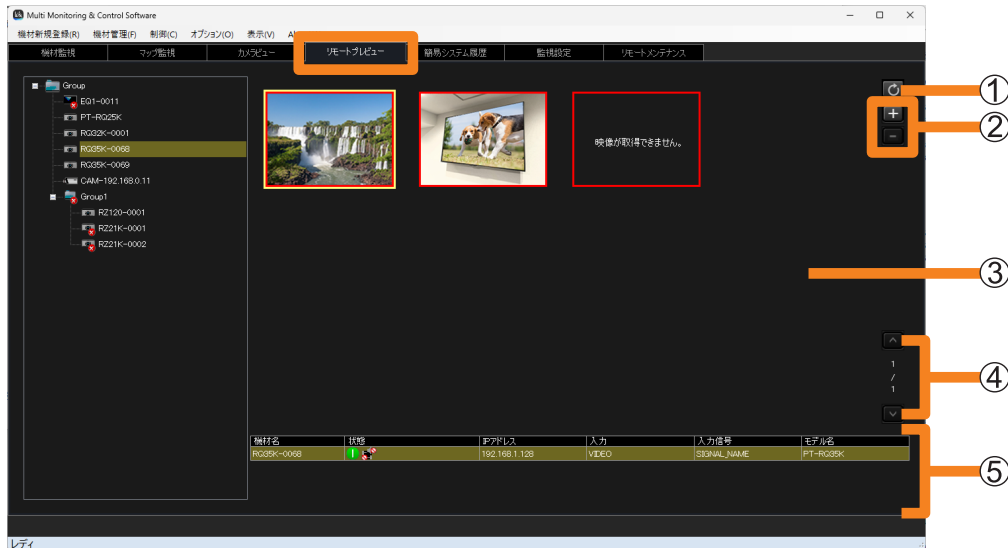 Multi Monitoring & Control Software
機材新規登録(R) 機材管理(F) 制御(C) オプション(O) 表示(V)
機材監視 マップ監視 カメラビュー リモートプレビュー 簡易システム履歴 監視設定 リモートメンテナンス
Group
EQ1-0011
PT-RQ25K
RQ32K-0001
RQ35K-0068
RQ35K-0069
CAM-192.168.0.11
Group1
RZ120-0001
RZ21K-0001
RZ21K-0002
映像が取得できません。
①
②
③
1
/
1
④
機材名 状態 IPアドレス 入力 入力信号 モデル名
RQ35K-0068 192.168.1.128 VIDEO SIGNAL_NAME PT-RQ35K
⑤
レディ